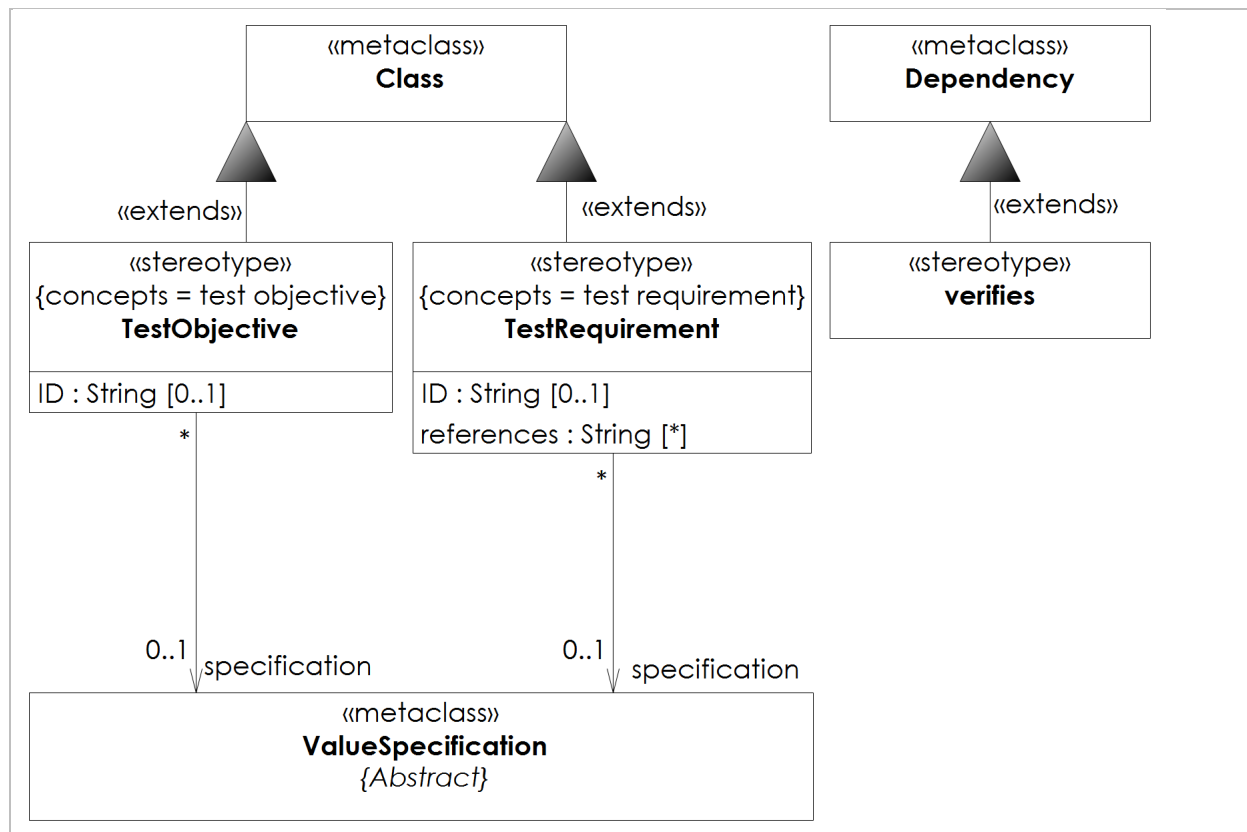 «metaclass»
Class
«metaclass»
Dependency
«extends»
«extends»
«extends»
«stereotype»
{concepts = test objective}
TestObjective
ID : String [0..1]
«stereotype»
{concepts = test requirement}
TestRequirement
ID : String [0..1]
references : String [*]
«stereotype»
verifies
*
*
0..1
specification
0..1
specification
«metaclass»
ValueSpecification
{Abstract}